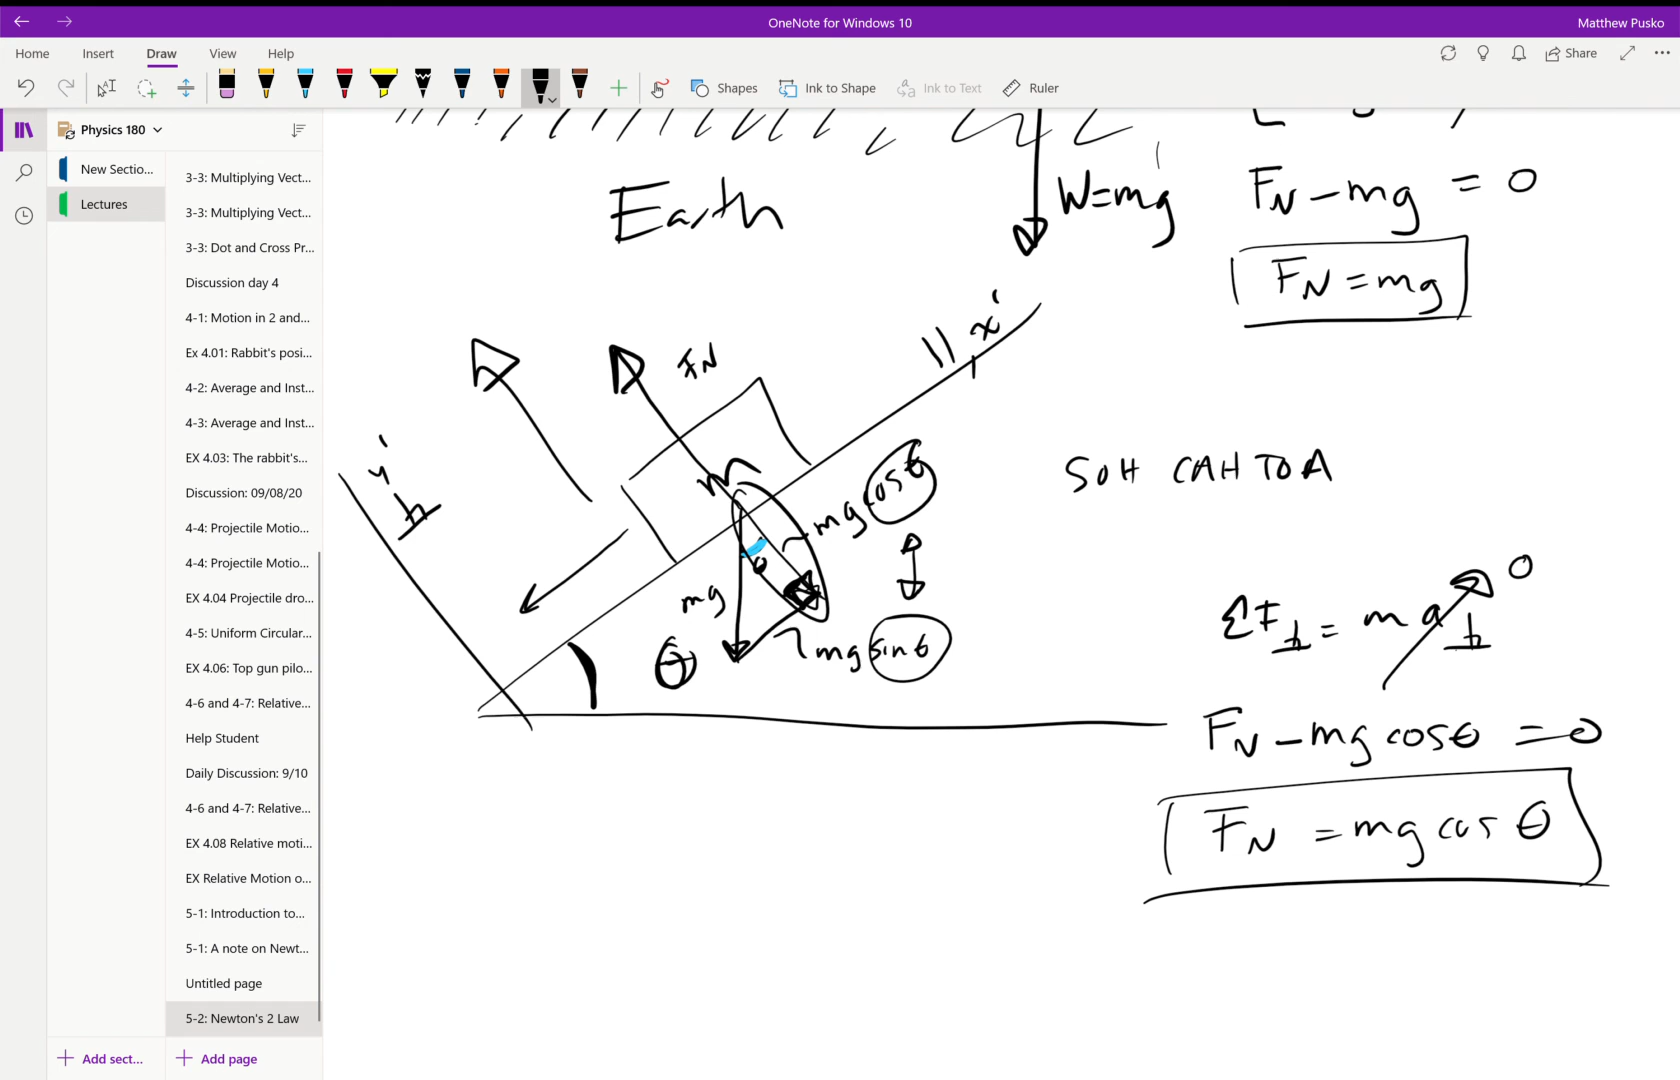 OneNote for Windows 10
Matthew Pusko
Home Insert Draw View Help
Share
Shapes Ink to Shape Ink to Text Ruler
Physics 180
New Sectio...
Lectures
3-3: Multiplying Vect...
3-3: Multiplying Vect...
3-3: Dot and Cross Pr...
Discussion day 4
4-1: Motion in 2 and...
Ex 4.01: Rabbit's posi...
4-2: Average and Inst...
4-3: Average and Inst...
EX 4.03: The rabbit's...
Discussion: 09/08/20
4-4: Projectile Motio...
4-4: Projectile Motio...
EX 4.04 Projectile dro...
4-5: Uniform Circular...
EX 4.06: Top gun pilo...
4-6 and 4-7: Relative...
Help Student
Daily Discussion: 9/10
4-6 and 4-7: Relative...
EX 4.08 Relative moti...
EX Relative Motion o...
5-1: Introduction to...
5-1: A note on Newt...
Untitled page
5-2: Newton's 2 Law
Add sect...
Add page
Earth
W=mg
FN - mg = 0
FN = mg
|| x'
FN
y'
⊥
mg cosθ
θ
mg
θ
mg sinθ
SOH CAH TOA
ΣF⊥ = m a⊥ 0
FN - mg cosθ = 0
FN = mg cos θ